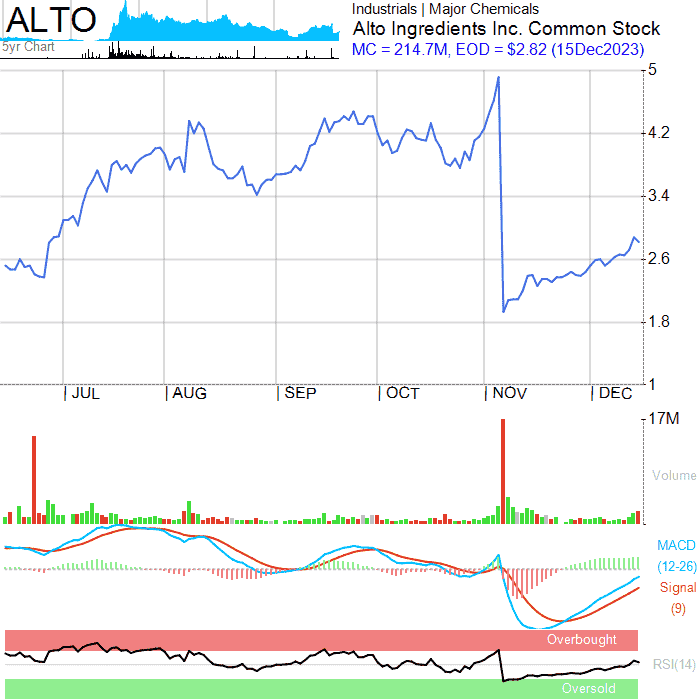 ALTO
5yr Chart
Industrials | Major Chemicals
Alto Ingredients Inc. Common Stock
MC = 214.7M, EOD = $2.82 (15Dec2023)
5
4.2
3.4
2.6
1.8
1
JUL AUG SEP OCT NOV DEC
17M
Volume
MACD
(12-26)
Signal
(9)
Overbought
RSI(14)
Oversold